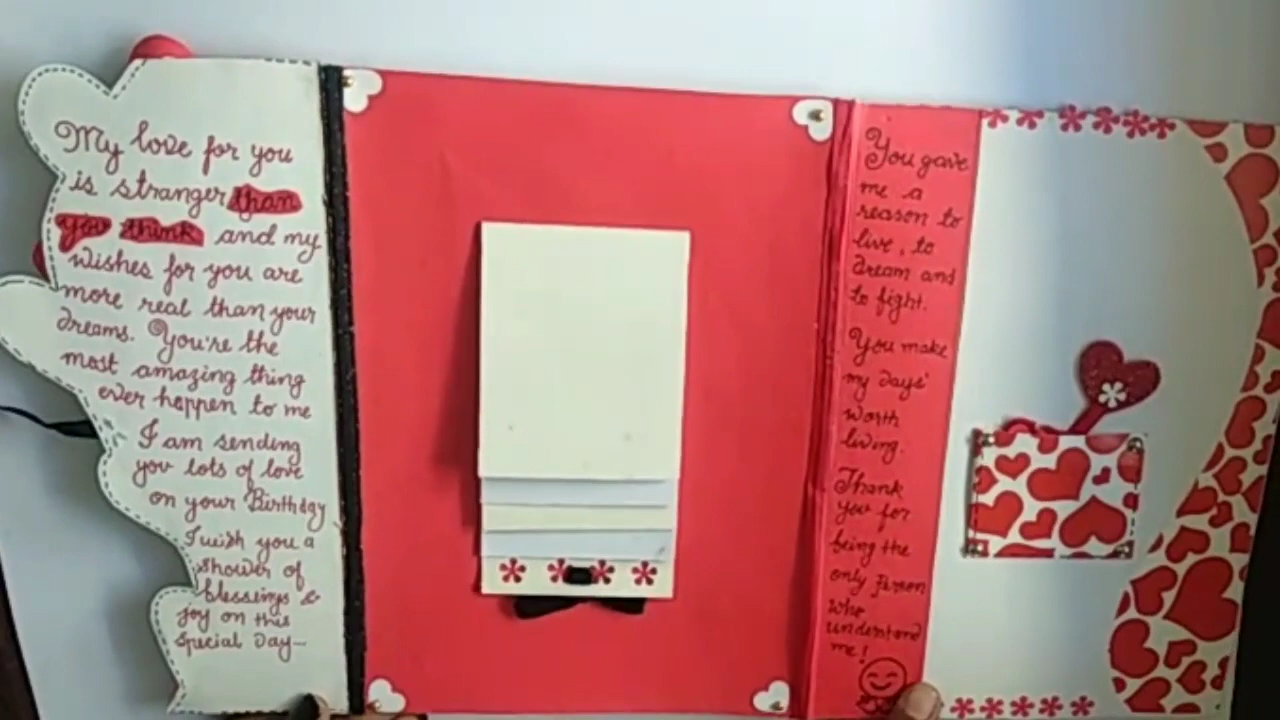 My love for you
is stranger than
you think and my
wishes for you are
more real than your
dreams. You're the
most amazing thing
ever happen to me
I am sending
you lots of love
on your Birthday
I wish you a
shower of
blessings &
joy on this
special day...
You gave
me a
reason to
live, to
dream and
to fight.
You make
my days'
worth
living.
Thank
you for
being the
only person
who
understand
me!